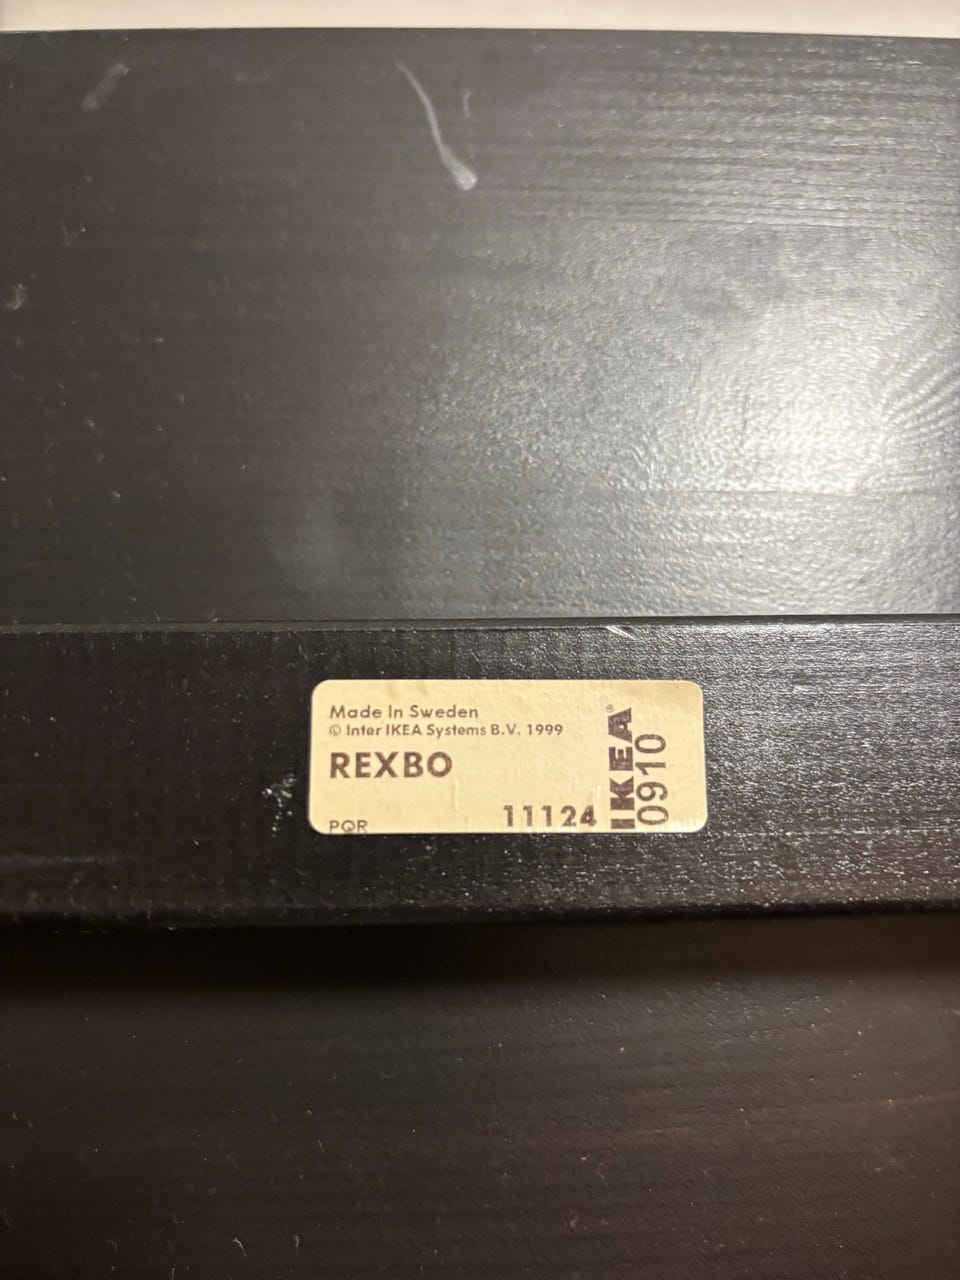 Made In Sweden
© Inter IKEA Systems B.V. 1999
REXBO
PQR
11124
IKEA®
0910